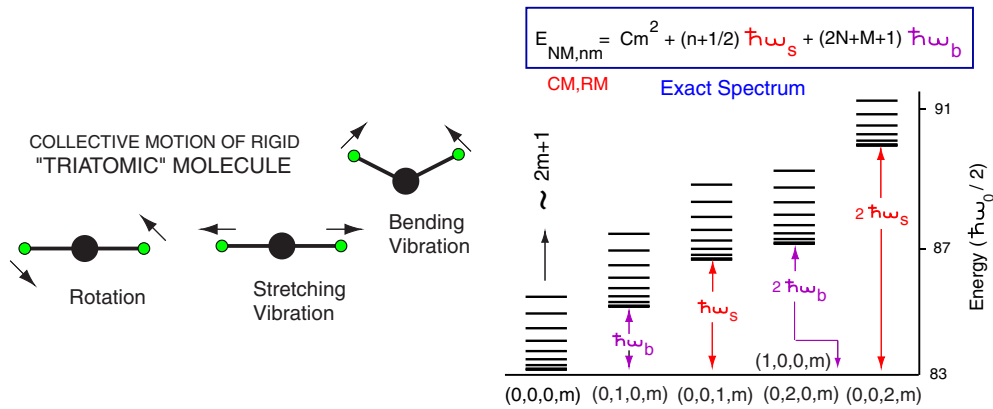 COLLECTIVE MOTION OF RIGID
"TRIATOMIC" MOLECULE
Rotation
Stretching
Vibration
Bending
Vibration
E_NM,nm = Cm² + (n+1/2) ħω_s + (2N+M+1) ħω_b
CM,RM
Exact Spectrum
~ 2m+1
ħω_b
ħω_s
2 ħω_b
2 ħω_s
(1,0,0,m)
(0,0,0,m)
(0,1,0,m)
(0,0,1,m)
(0,2,0,m)
(0,0,2,m)
91
87
83
Energy (ħω_0 / 2)